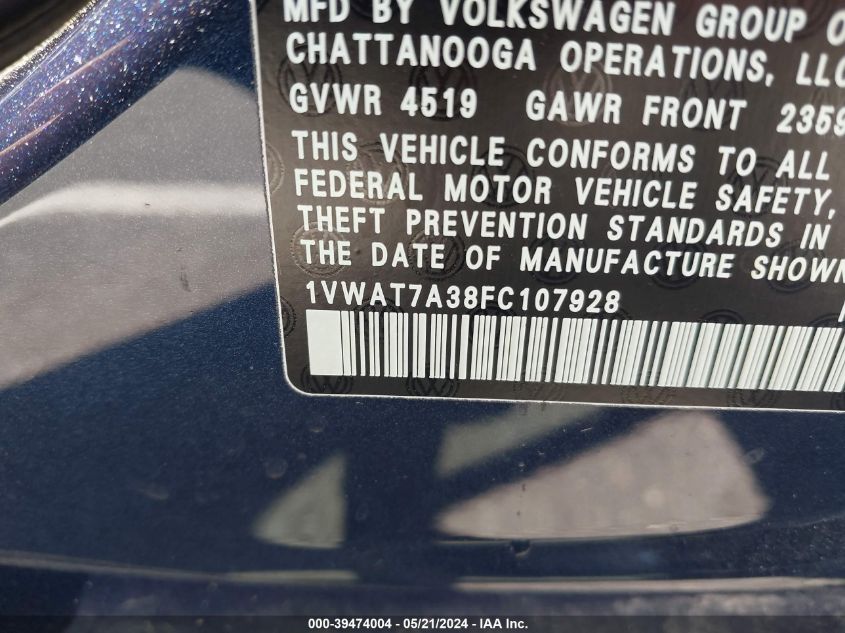 MFD BY VOLKSWAGEN GROUP
CHATTANOOGA OPERATIONS, LLC
GVWR 4519 GAWR FRONT 2359
THIS VEHICLE CONFORMS TO ALL
FEDERAL MOTOR VEHICLE SAFETY,
THEFT PREVENTION STANDARDS IN
THE DATE OF MANUFACTURE SHOWN
1VWAT7A38FC107928
000-39474004 - 05/21/2024 - IAA Inc.